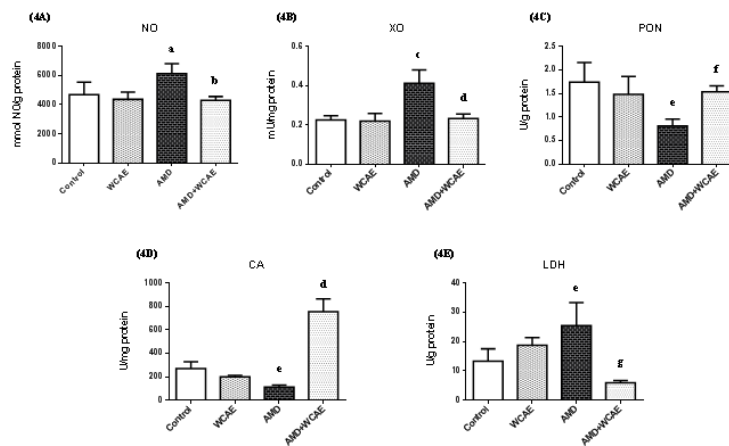 (4A)
NO
mmol NO/g protein
8000
6000
4000
2000
0
a
b
Control
WCAE
AMD
AMD+WCAE
(4B)
XO
mU/mg protein
0.6
0.4
0.2
0.0
c
d
Control
WCAE
AMD
AMD+WCAE
(4C)
PON
U/g protein
2.5
2.0
1.5
1.0
0.5
0.0
e
f
Control
WCAE
AMD
AMD+WCAE
(4D)
CA
U/mg protein
1000
800
600
400
200
0
e
d
Control
WCAE
AMD
AMD+WCAE
(4E)
LDH
U/g protein
40
30
20
10
0
e
g
Control
WCAE
AMD
AMD+WCAE